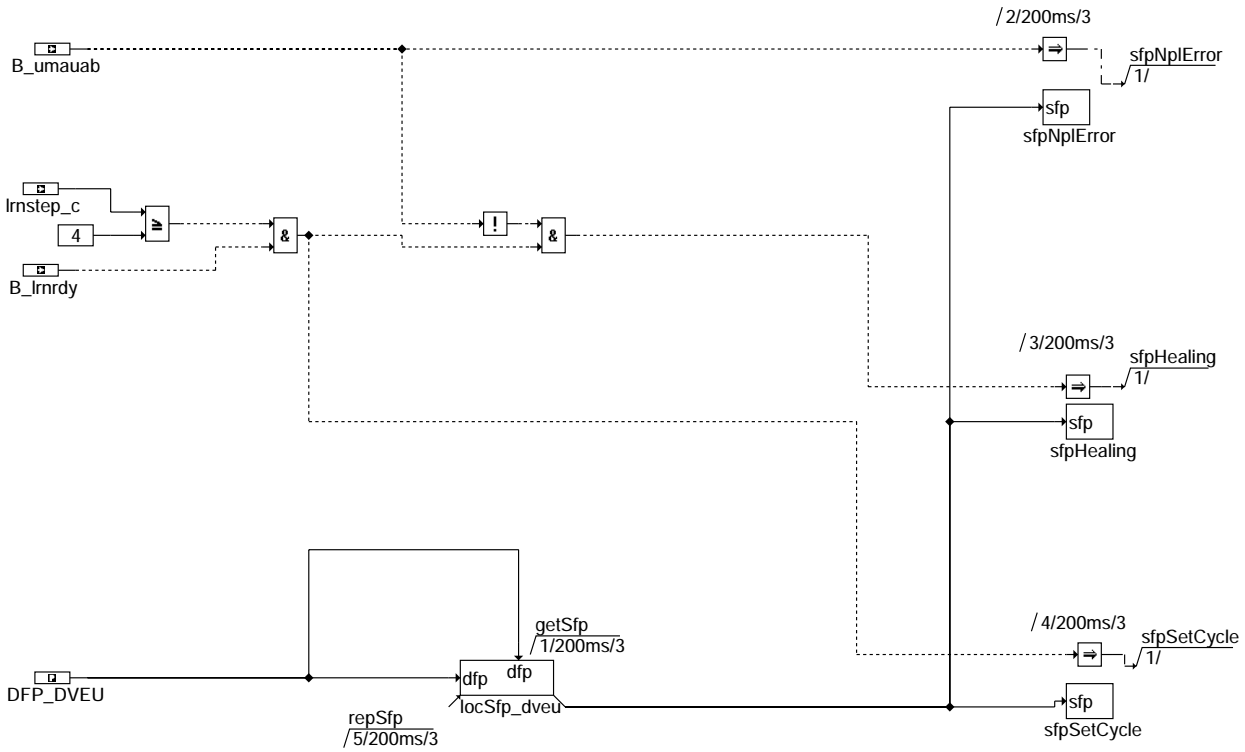 /2/200ms/3
B_umauab
⇒
sfpNplError
1/
sfp
sfpNplError
lrnstep_c
≥
4
&
!
&
B_lrnrdy
/3/200ms/3
sfpHealing
⇒
1/
sfp
sfpHealing
getSfp
/1/200ms/3
/4/200ms/3
sfpSetCycle
⇒
1/
DFP_DVEU
dfp
dfp
locSfp_dveu
sfp
sfpSetCycle
repSfp
/5/200ms/3